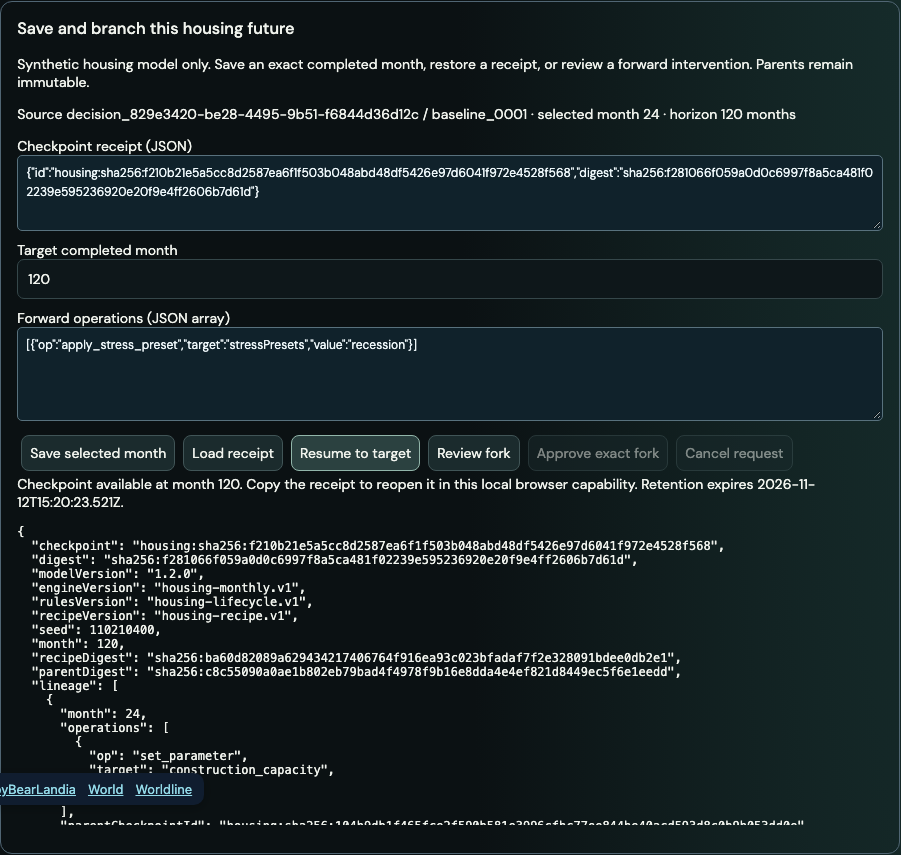 Save and branch this housing future
Synthetic housing model only. Save an exact completed month, restore a receipt, or review a forward intervention. Parents remain
immutable.
Source decision_829e3420-be28-4495-9b51-f6844d36d12c / baseline_0001 · selected month 24 · horizon 120 months
Checkpoint receipt (JSON)
{"id":"housing:sha256:f210b21e5a5cc8d2587ea6f1f503b048abd48df5426e97d6041f972e4528f568","digest":"sha256:f281066f059a0d0c6997f8a5ca481f0
2239e595236920e20f9e4ff2606b7d61d"}
Target completed month
120
Forward operations (JSON array)
[{"op":"apply_stress_preset","target":"stressPresets","value":"recession"}]
Save selected month Load receipt Resume to target Review fork Approve exact fork Cancel request
Checkpoint available at month 120. Copy the receipt to reopen it in this local browser capability. Retention expires 2026-11-
12T15:20:23.521Z.
{
"checkpoint": "housing:sha256:f210b21e5a5cc8d2587ea6f1f503b048abd48df5426e97d6041f972e4528f568",
"digest": "sha256:f281066f059a0d0c6997f8a5ca481f02239e595236920e20f9e4ff2606b7d61d",
"modelVersion": "1.2.0",
"engineVersion": "housing-monthly.v1",
"rulesVersion": "housing-lifecycle.v1",
"recipeVersion": "housing-recipe.v1",
"seed": 110210400,
"month": 120,
"recipeDigest": "sha256:ba60d82089a629434217406764f916ea93c023bfadaf7f2e328091bdee0db2e1",
"parentDigest": "sha256:c8c55090a0ae1b802eb79bad4f4978f9b16e8dda4e4ef821d8449ec5f6e1eedd",
"lineage": [
{
"month": 24,
"operations": [
{
"op": "set_parameter",
"target": "construction_capacity",
yBearLandia World Worldline
],